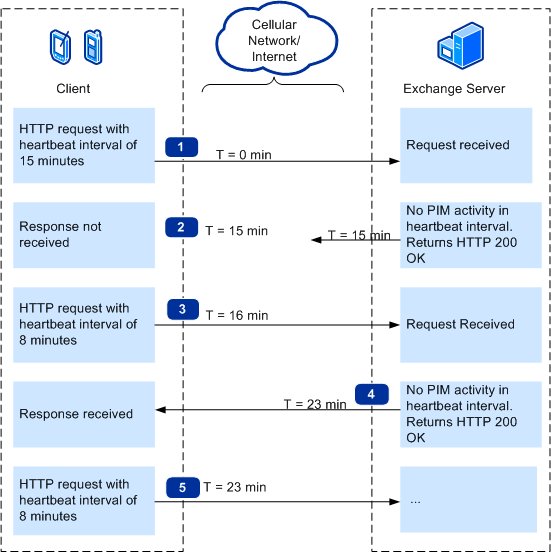 Cellular
Network/
Internet
Client
Exchange Server
HTTP request with
heartbeat interval of
15 minutes
1
T = 0 min
Request received
Response not
received
2
T = 15 min
T = 15 min
No PIM activity in
heartbeat interval.
Returns HTTP 200
OK
HTTP request with
heartbeat interval of
8 minutes
3
T = 16 min
Request Received
Response received
T = 23 min
4
No PIM activity in
heartbeat interval.
Returns HTTP 200
OK
HTTP request with
heartbeat interval of
8 minutes
5
T = 23 min
...